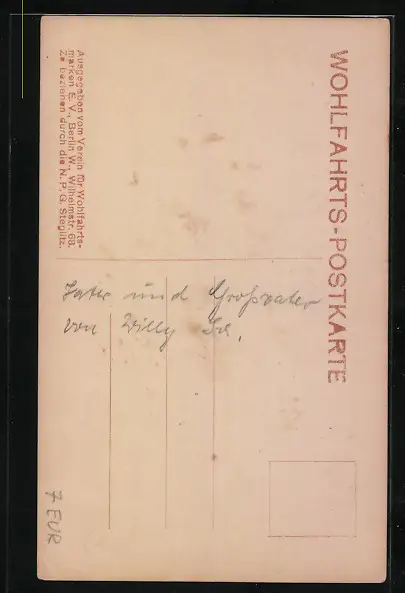 WOHLFAHRTS-POSTKARTE
Ausgegeben vom Verein für Wohlfahrts-
marken E. V., Berlin W., Wilhelmstr. 68.
Zu beziehen durch die N. P. G. Steglitz.
Vater und Großvater
von Willy
7 EUR